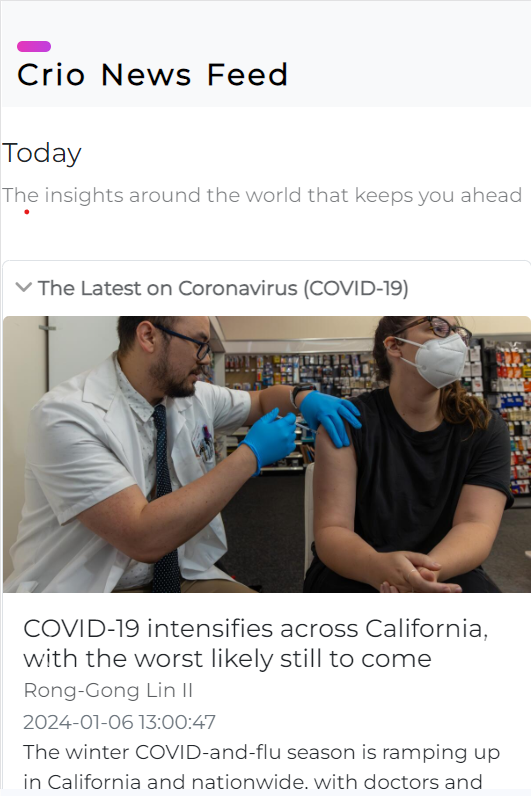 Crio News Feed
Today
The insights around the world that keeps you ahead
The Latest on Coronavirus (COVID-19)
COVID-19 intensifies across California,
with the worst likely still to come
Rong-Gong Lin II
2024-01-06 13:00:47
The winter COVID-and-flu season is ramping up
in California and nationwide, with doctors and